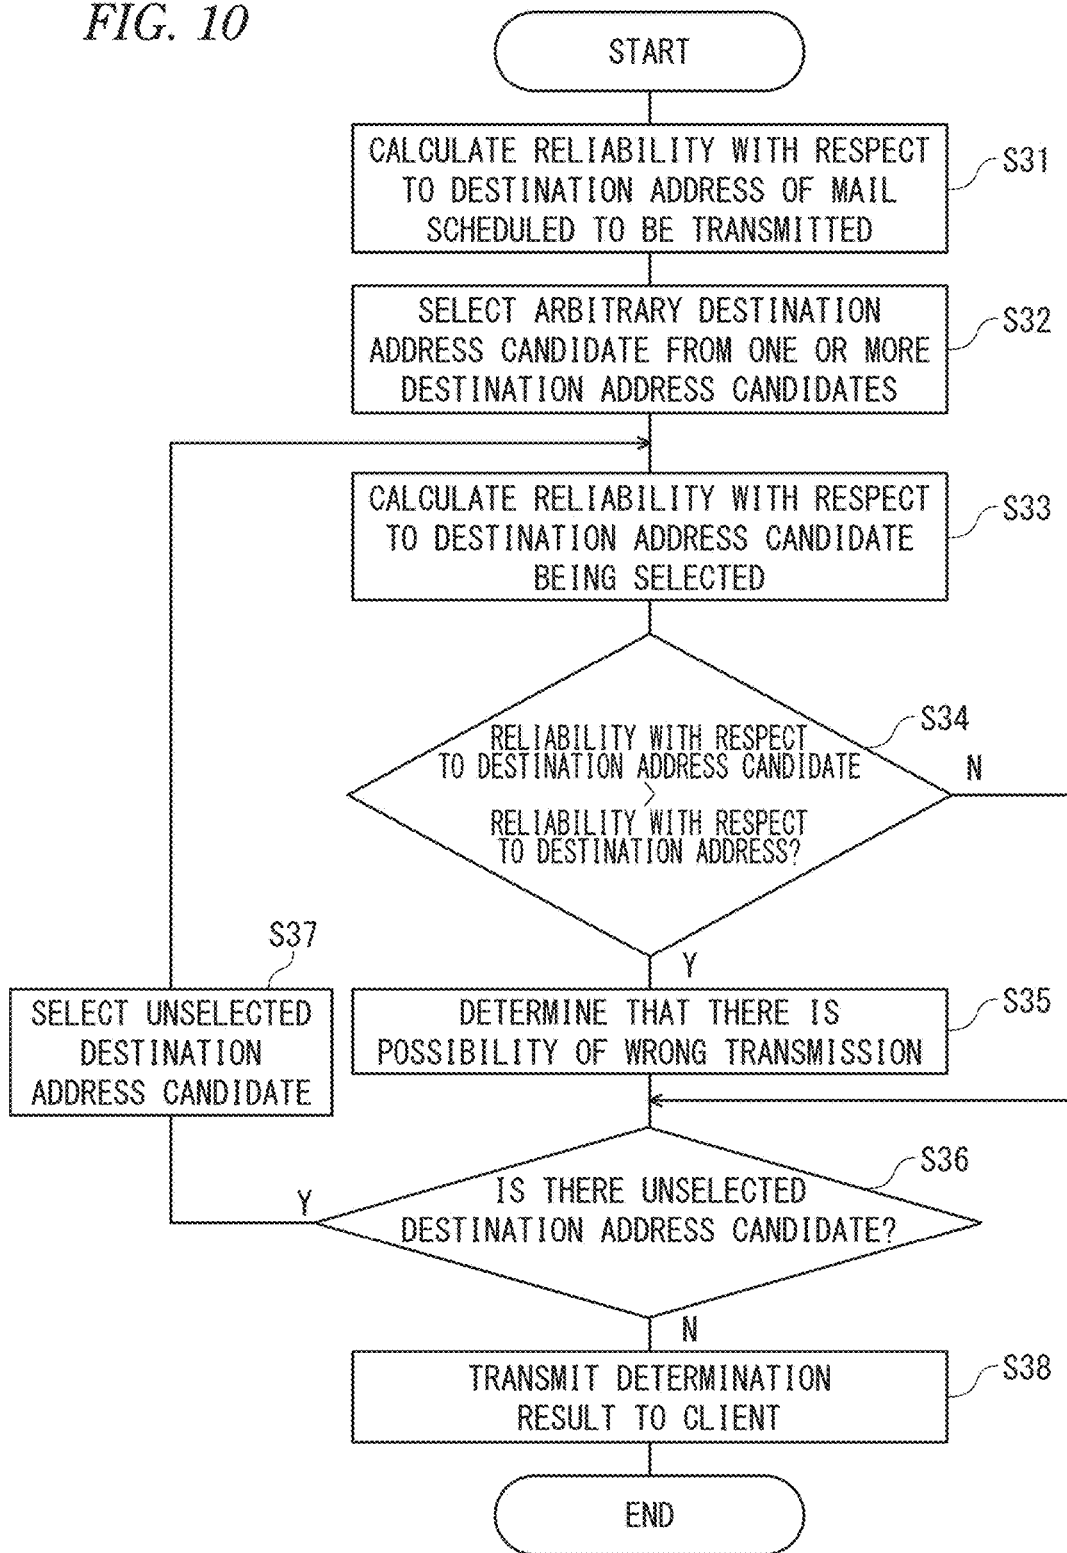 FIG. 10
START
CALCULATE RELIABILITY WITH RESPECT
TO DESTINATION ADDRESS OF MAIL
SCHEDULED TO BE TRANSMITTED
S31
SELECT ARBITRARY DESTINATION
ADDRESS CANDIDATE FROM ONE OR MORE
DESTINATION ADDRESS CANDIDATES
S32
CALCULATE RELIABILITY WITH RESPECT
TO DESTINATION ADDRESS CANDIDATE
BEING SELECTED
S33
RELIABILITY WITH RESPECT
TO DESTINATION ADDRESS CANDIDATE
>
RELIABILITY WITH RESPECT
TO DESTINATION ADDRESS?
S34
N
Y
S37
SELECT UNSELECTED
DESTINATION
ADDRESS CANDIDATE
DETERMINE THAT THERE IS
POSSIBILITY OF WRONG TRANSMISSION
S35
IS THERE UNSELECTED
DESTINATION ADDRESS CANDIDATE?
S36
Y
N
TRANSMIT DETERMINATION
RESULT TO CLIENT
S38
END